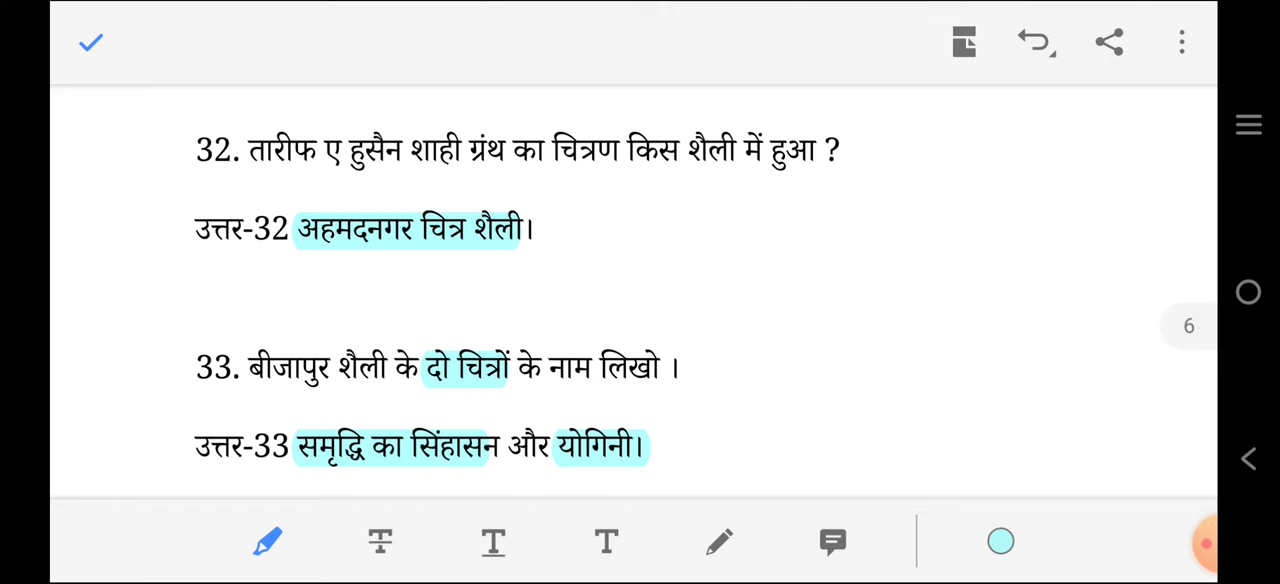 32. तारीफ ए हुसैन शाही ग्रंथ का चित्रण किस शैली में हुआ ?
उत्तर-32 अहमदनगर चित्र शैली।
6
33. बीजापुर शैली के दो चित्रों के नाम लिखो ।
उत्तर-33 समृद्धि का सिंहासन और योगिनी।